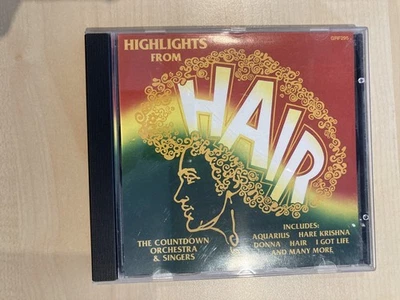 HIGHLIGHTS
FROM
HAIR
THE COUNTDOWN
ORCHESTRA
& SINGERS
INCLUDES:
AQUARIUS HARE KRISHNA
DONNA HAIR I GOT LIFE
AND MANY MORE